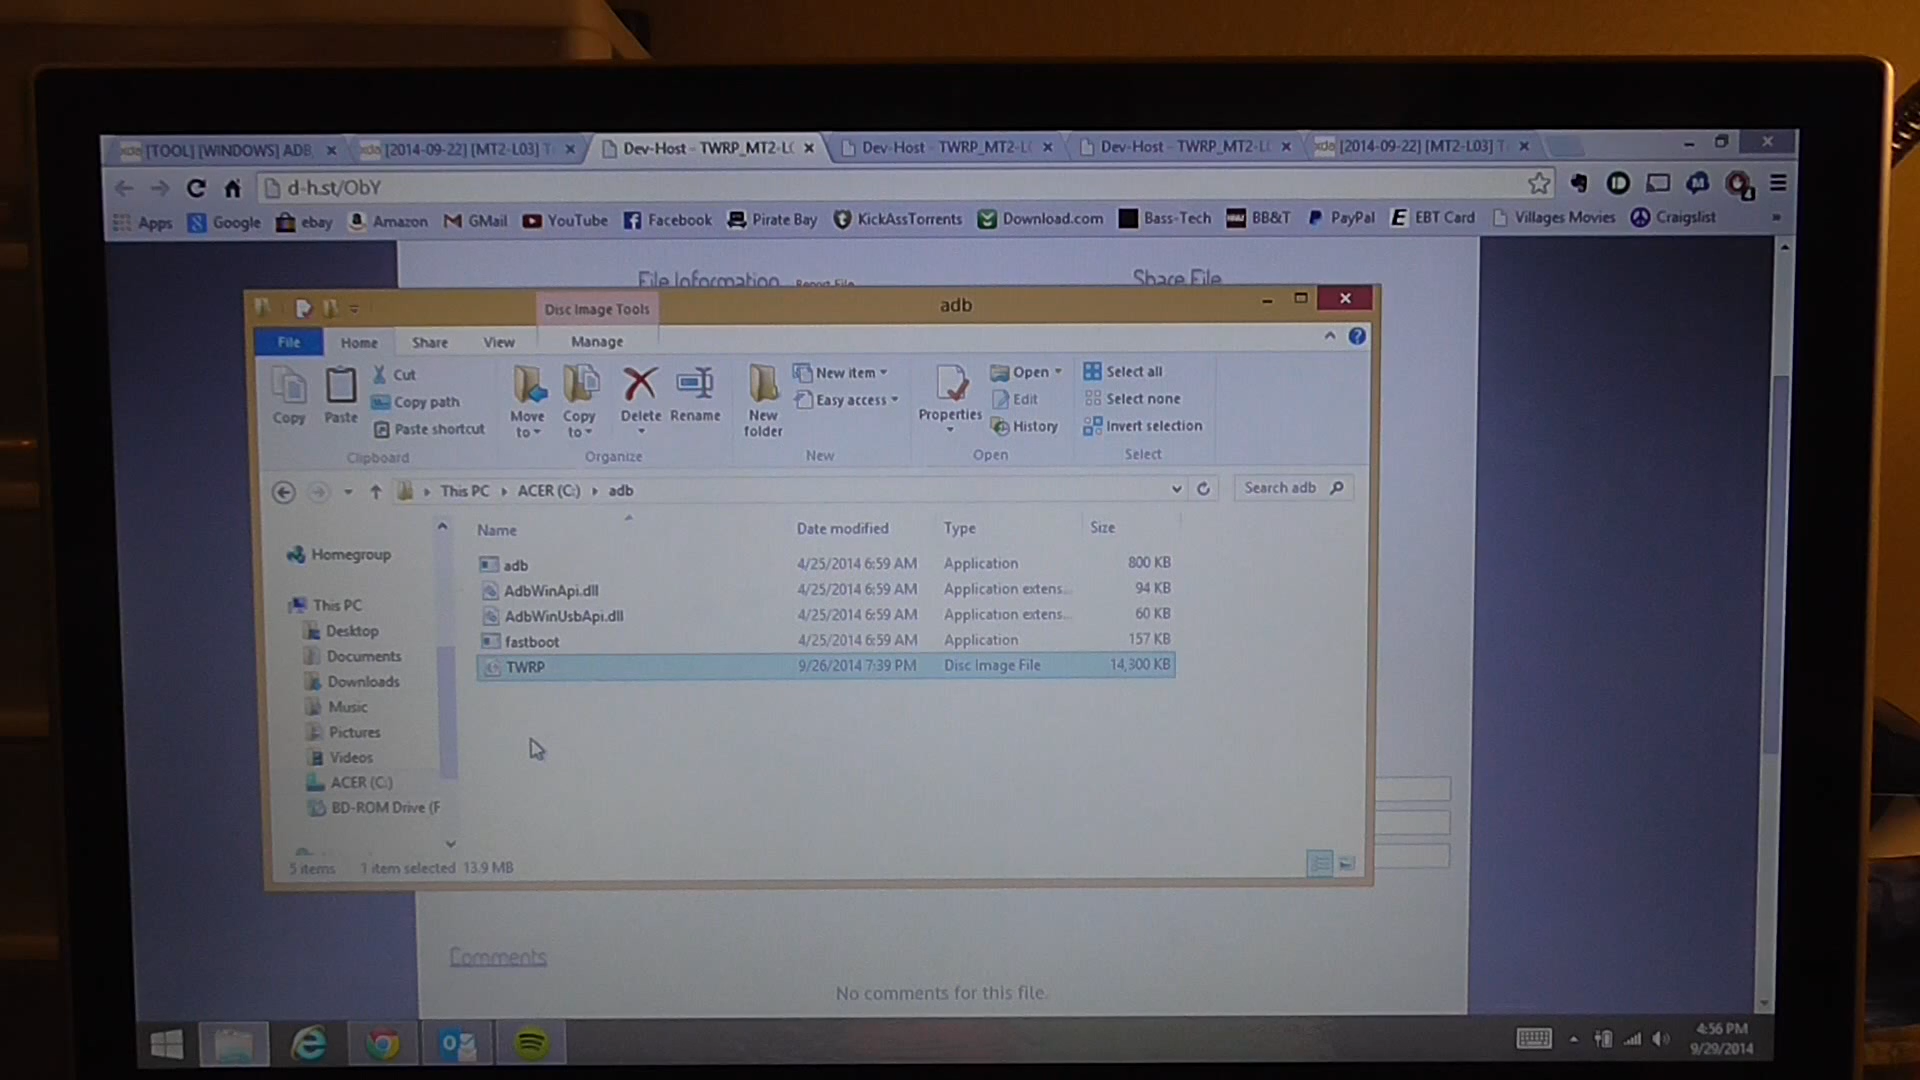 [TOOL] [WINDOWS] ADB
[2014-09-22] [MT2-L03] T
Dev-Host - TWRP_MT2-L
Dev-Host - TWRP_MT2-L
Dev-Host - TWRP_MT2-L
[2014-09-22] [MT2-L03] T
d-h.st/ObY
Apps Google ebay Amazon GMail YouTube Facebook Pirate Bay KickAssTorrents Download.com Bass-Tech BB&T PayPal EBT Card Villages Movies Craigslist »
File Information Report File Share File
Disc Image Tools adb
File Home Share View Manage
Copy
Paste
Cut
Copy path
Paste shortcut
Clipboard
Move to
Copy to
Delete
Rename
Organize
New folder
New item
Easy access
New
Properties
Open
Edit
History
Open
Select all
Select none
Invert selection
Select
This PC ACER (C:) adb
Search adb
Homegroup
This PC
Desktop
Documents
Downloads
Music
Pictures
Videos
ACER (C:)
BD-ROM Drive (F
Name Date modified Type Size
adb 4/25/2014 6:59 AM Application 800 KB
AdbWinApi.dll 4/25/2014 6:59 AM Application extens... 94 KB
AdbWinUsbApi.dll 4/25/2014 6:59 AM Application extens... 60 KB
fastboot 4/25/2014 6:59 AM Application 157 KB
TWRP 9/26/2014 7:39 PM Disc Image File 14,300 KB
5 items 1 item selected 13.9 MB
Comments
No comments for this file.
4:56 PM
9/29/2014